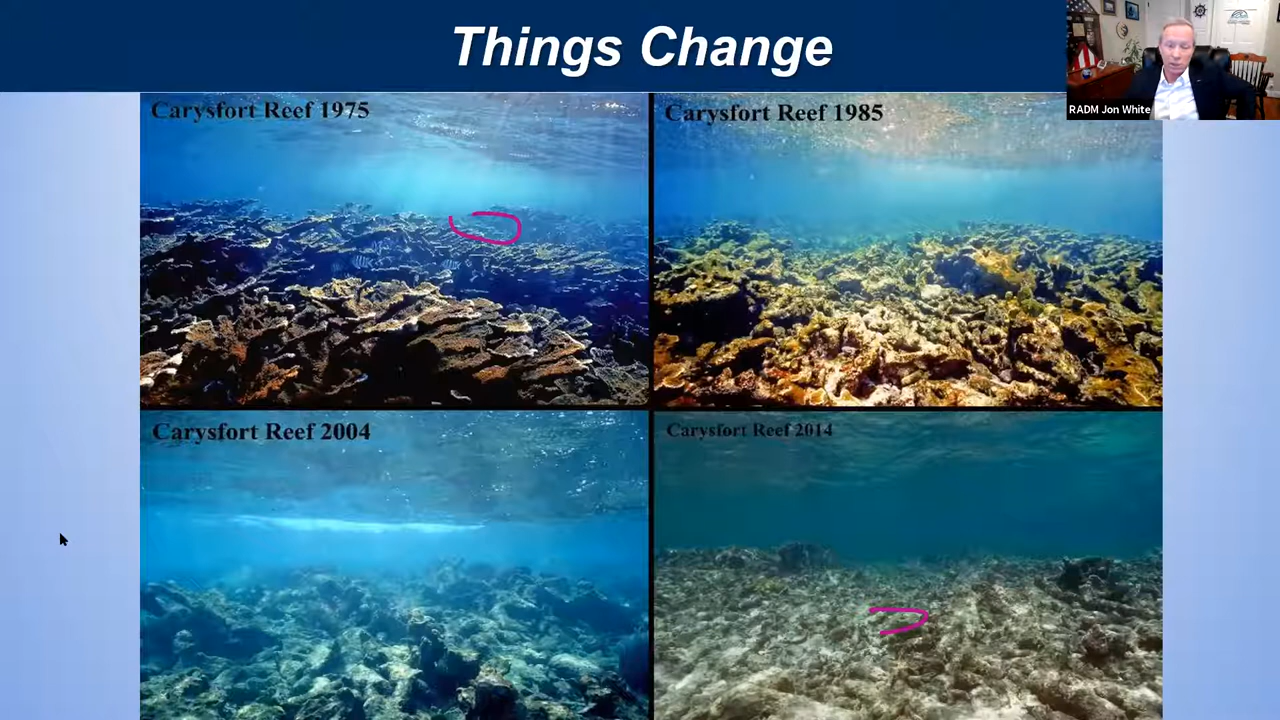 Things Change
RADM Jon White
Carysfort Reef 1975
Carysfort Reef 1985
Carysfort Reef 2004
Carysfort Reef 2014